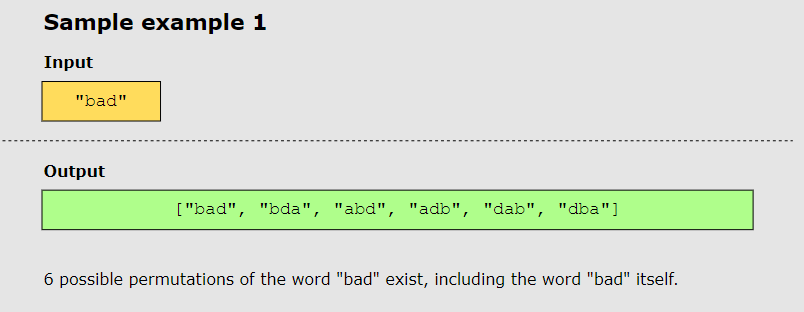 Sample example 1
Input
"bad"
Output
["bad", "bda", "abd", "adb", "dab", "dba"]
6 possible permutations of the word "bad" exist, including the word "bad" itself.